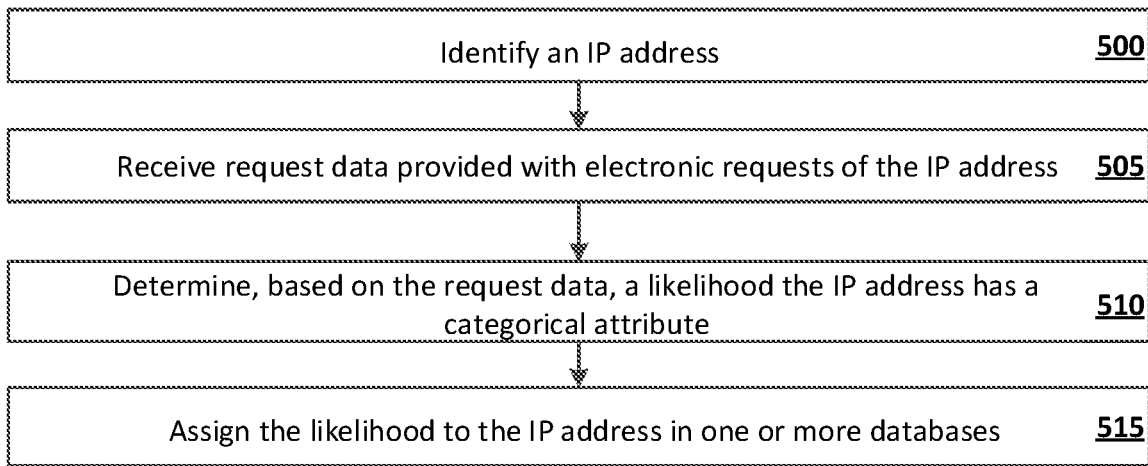 Identify an IP address 500
Receive request data provided with electronic requests of the IP address 505
Determine, based on the request data, a likelihood the IP address has a
categorical attribute 510
Assign the likelihood to the IP address in one or more databases 515